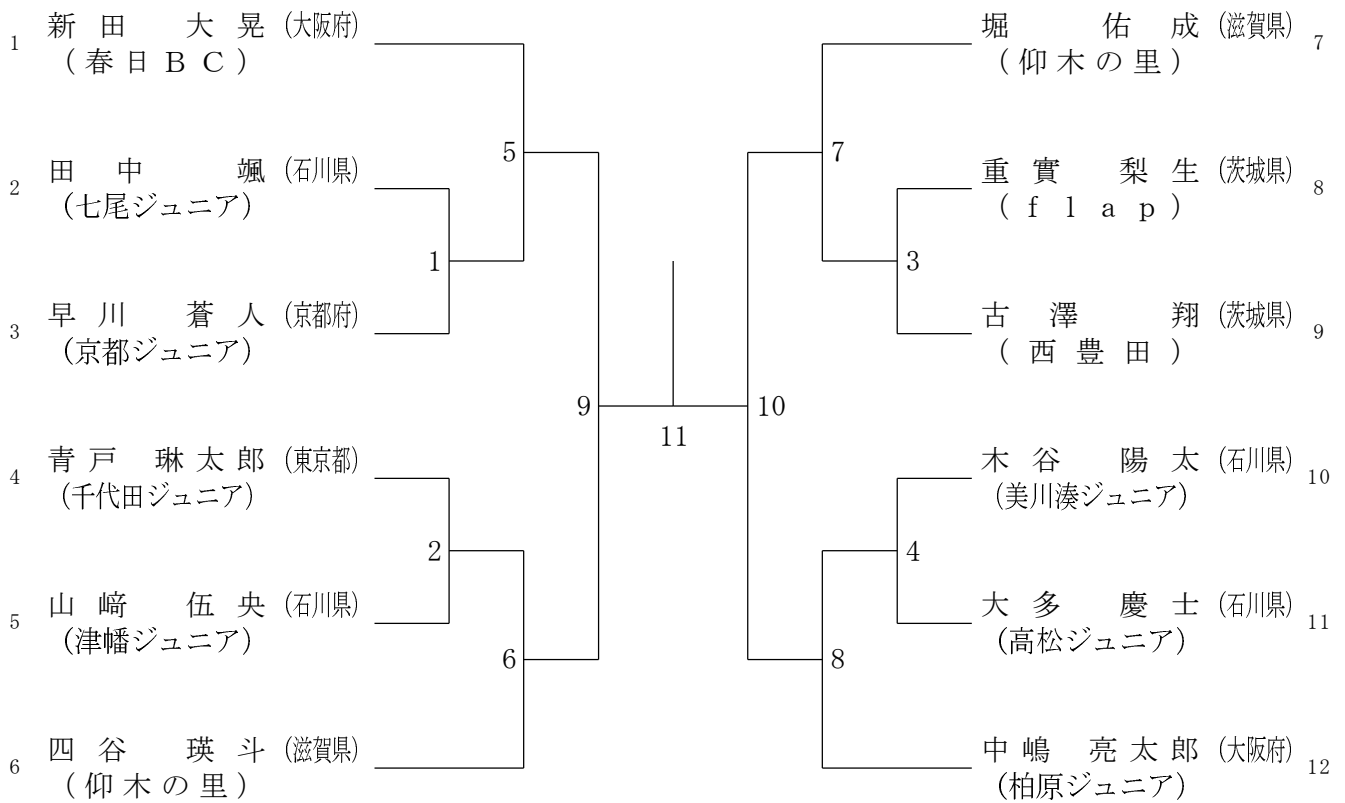 1 新田 大晃 (大阪府)
(春日BC)
2 田中 颯 (石川県)
(七尾ジュニア)
3 早川 蒼人 (京都府)
(京都ジュニア)
4 青戸 琳太郎 (東京都)
(千代田ジュニア)
5 山﨑 伍央 (石川県)
(津幡ジュニア)
6 四谷 瑛斗 (滋賀県)
(仰木の里)
5
1
2
6
9
11
10
7
3
4
8
堀 佑成 (滋賀県) 7
(仰木の里)
重實 梨生 (茨城県) 8
(flap)
古澤 翔 (茨城県) 9
(西豊田)
木谷 陽太 (石川県) 10
(美川湊ジュニア)
大多 慶士 (石川県) 11
(高松ジュニア)
中嶋 亮太郎 (大阪府) 12
(柏原ジュニア)